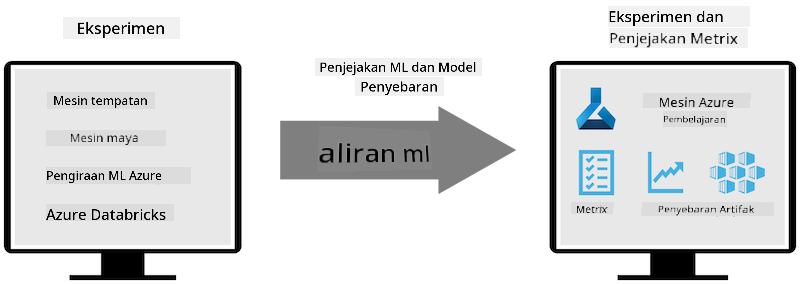 Eksperimen
Mesin tempatan
Mesin maya
Pengiraan ML Azure
Azure Databricks
Penjejakan ML dan Model
Penyebaran
aliran ml
Eksperimen dan
Penjejakan Metrix
Mesin Azure
Pembelajaran
Metrix
Penyebaran Artifak